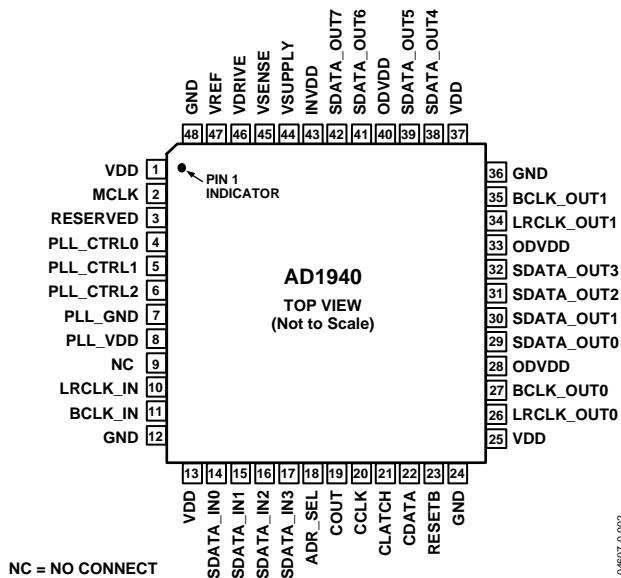 GND
VREF
VDRIVE
VSENSE
VSUPPLY
INVDD
SDATA_OUT7
SDATA_OUT6
ODVDD
SDATA_OUT5
SDATA_OUT4
VDD
48 47 46 45 44 43 42 41 40 39 38 37
VDD 1
MCLK 2
RESERVED 3
PLL_CTRL0 4
PLL_CTRL1 5
PLL_CTRL2 6
PLL_GND 7
PLL_VDD 8
NC 9
LRCLK_IN 10
BCLK_IN 11
GND 12
PIN 1
INDICATOR
AD1940
TOP VIEW
(Not to Scale)
36 GND
35 BCLK_OUT1
34 LRCLK_OUT1
33 ODVDD
32 SDATA_OUT3
31 SDATA_OUT2
30 SDATA_OUT1
29 SDATA_OUT0
28 ODVDD
27 BCLK_OUT0
26 LRCLK_OUT0
25 VDD
13 14 15 16 17 18 19 20 21 22 23 24
VDD
SDATA_IN0
SDATA_IN1
SDATA_IN2
SDATA_IN3
ADR_SEL
COUT
CCLK
CLATCH
CDATA
RESETB
GND
NC = NO CONNECT